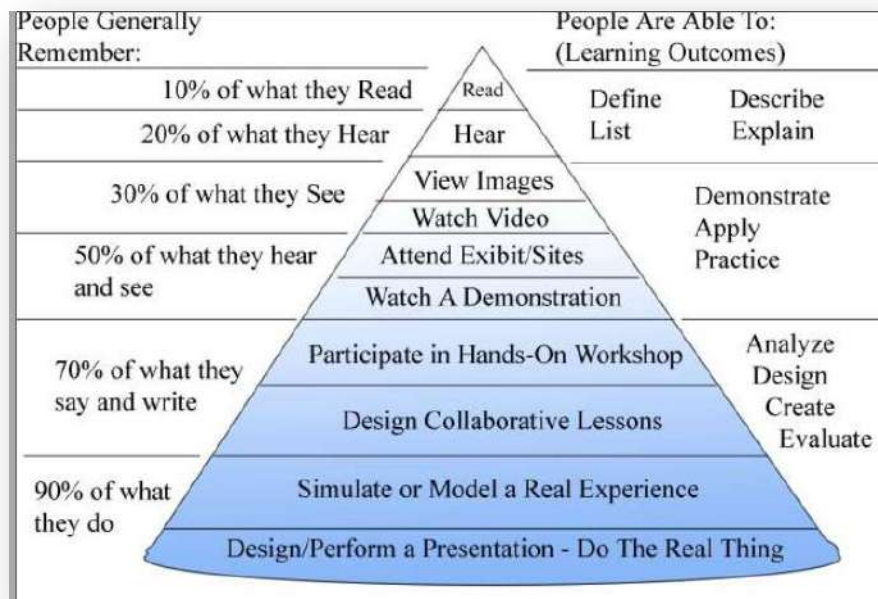 People Generally
Remember:
People Are Able To:
(Learning Outcomes)
10% of what they Read
Read
Define
Describe
List
Explain
20% of what they Hear
Hear
30% of what they See
View Images
Watch Video
Demonstrate
Apply
Practice
50% of what they hear
and see
Attend Exibit/Sites
Watch A Demonstration
70% of what they
say and write
Participate in Hands-On Workshop
Design Collaborative Lessons
Analyze
Design
Create
Evaluate
90% of what
they do
Simulate or Model a Real Experience
Design/Perform a Presentation - Do The Real Thing